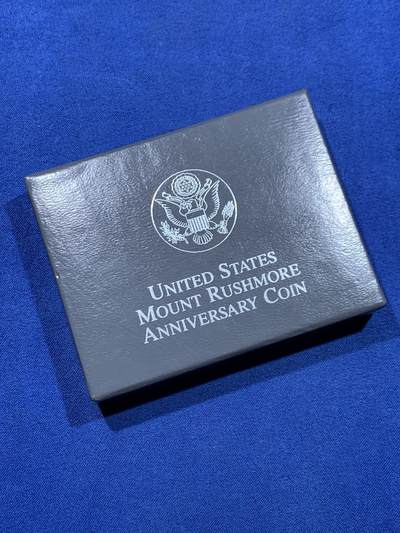 UNITED STATES
MOUNT RUSHMORE
ANNIVERSARY COIN